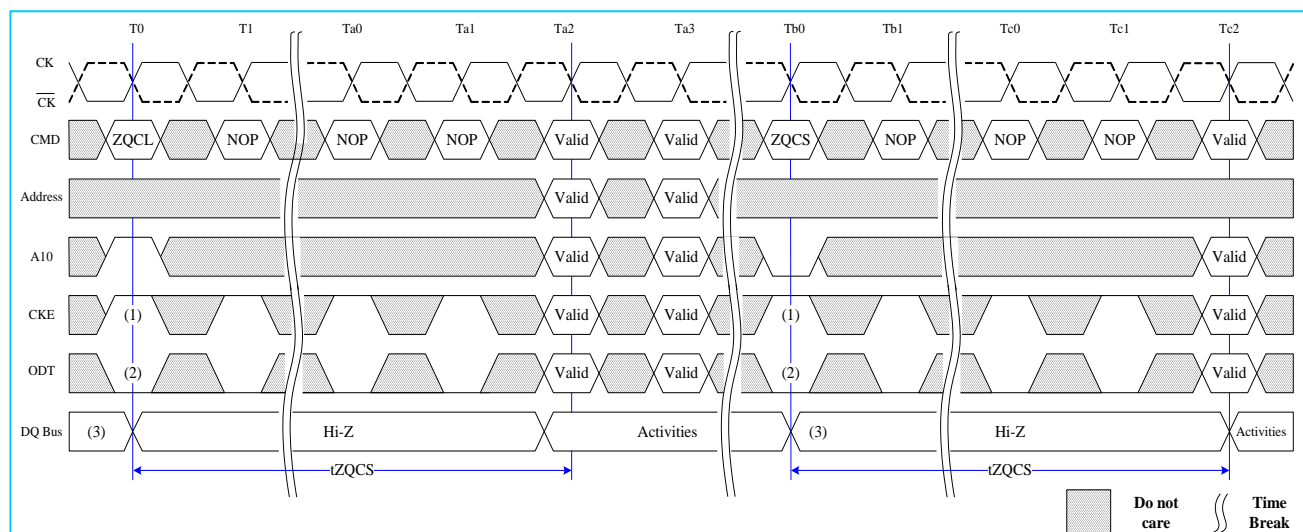 T0 T1 Ta0 Ta1 Ta2 Ta3 Tb0 Tb1 Tc0 Tc1 Tc2
CK
CK
CMD ZQCL NOP NOP NOP Valid Valid ZQCS NOP NOP NOP Valid
Address Valid Valid
A10 Valid Valid Valid
CKE (1) Valid Valid (1) Valid
ODT (2) Valid Valid (2) Valid
DQ Bus (3) Hi-Z Activities (3) Hi-Z Activities
tZQCS tZQCS
Do not care
Time Break